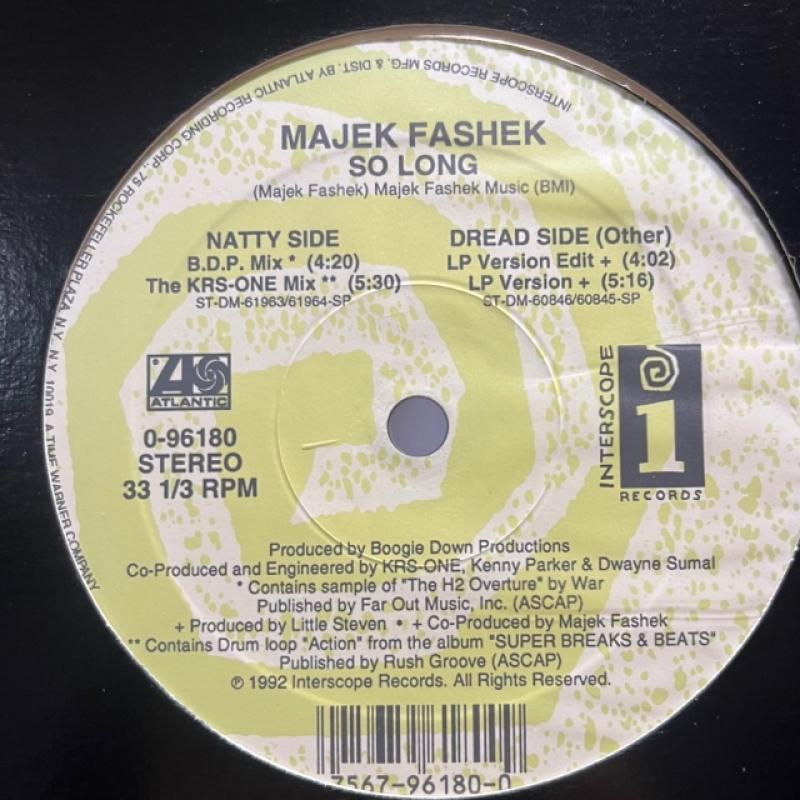 INTERSCOPE RECORDS MFG. & DIST. BY ATLANTIC RECORDING CORP., 75 ROCKEFELLER PLAZA, N.Y., N.Y. 10019 A TIME WARNER COMPANY
MAJEK FASHEK
SO LONG
(Majek Fashek) Majek Fashek Music (BMI)
NATTY SIDE
B.D.P. Mix * (4:20)
The KRS-ONE Mix ** (5:30)
ST-DM-61963/61964-SP
DREAD SIDE (Other)
LP Version Edit + (4:02)
LP Version + (5:16)
ST-DM-60846/60845-SP
ATLANTIC
0-96180
STEREO
33 1/3 RPM
INTERSCOPE
1
RECORDS
Produced by Boogie Down Productions
Co-Produced and Engineered by KRS-ONE, Kenny Parker & Dwayne Sumal
* Contains sample of "The H2 Overture" by War
Published by Far Out Music, Inc. (ASCAP)
+ Produced by Little Steven • + Co-Produced by Majek Fashek
** Contains Drum loop "Action" from the album "SUPER BREAKS & BEATS"
Published by Rush Groove (ASCAP)
℗ 1992 Interscope Records. All Rights Reserved.
7567-96180-0